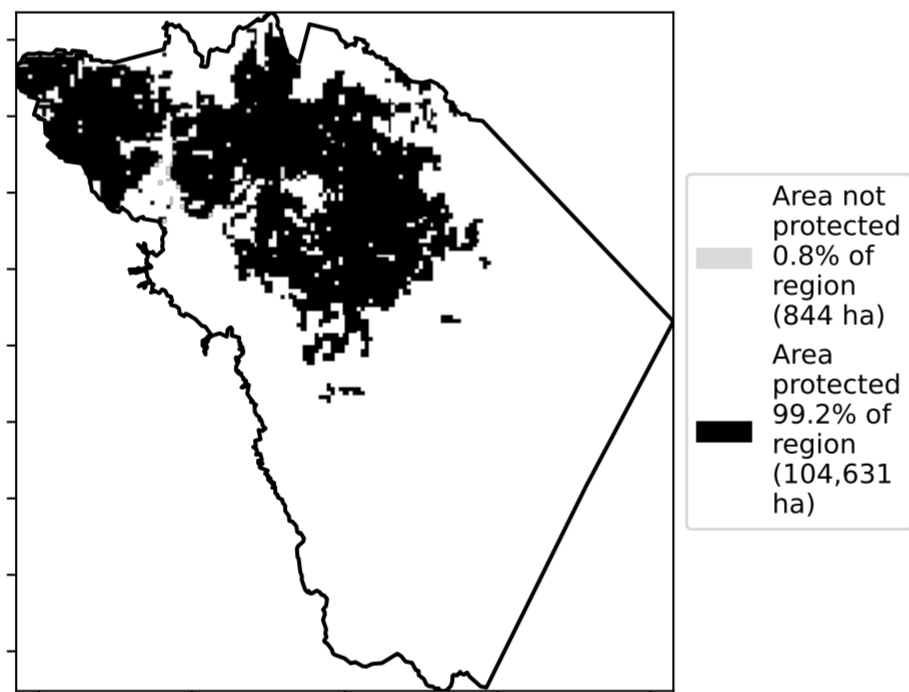 Area not
protected
0.8% of
region
(844 ha)
Area
protected
99.2% of
region
(104,631
ha)